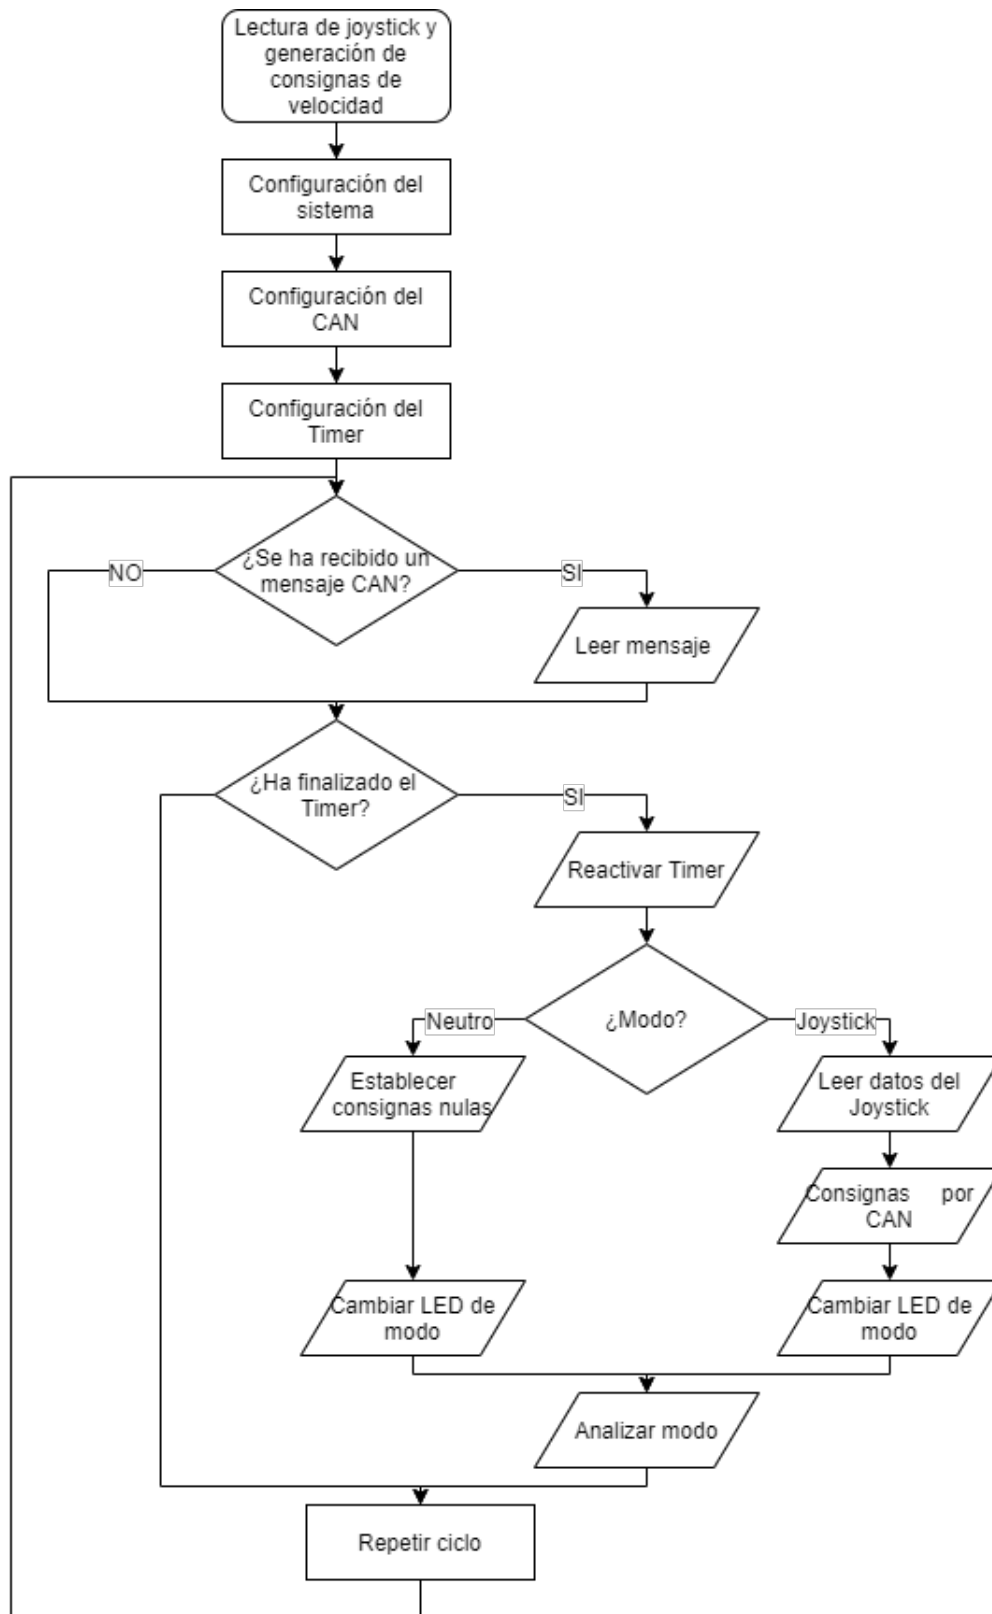 Lectura de joystick y
generación de
consignas de
velocidad
Configuración del
sistema
Configuración del
CAN
Configuración del
Timer
¿Se ha recibido un
mensaje CAN?
NO
SI
Leer mensaje
¿Ha finalizado el
Timer?
SI
Reactivar Timer
¿Modo?
Neutro
Joystick
Establecer
consignas nulas
Leer datos del
Joystick
Consignas por
CAN
Cambiar LED de
modo
Cambiar LED de
modo
Analizar modo
Repetir ciclo